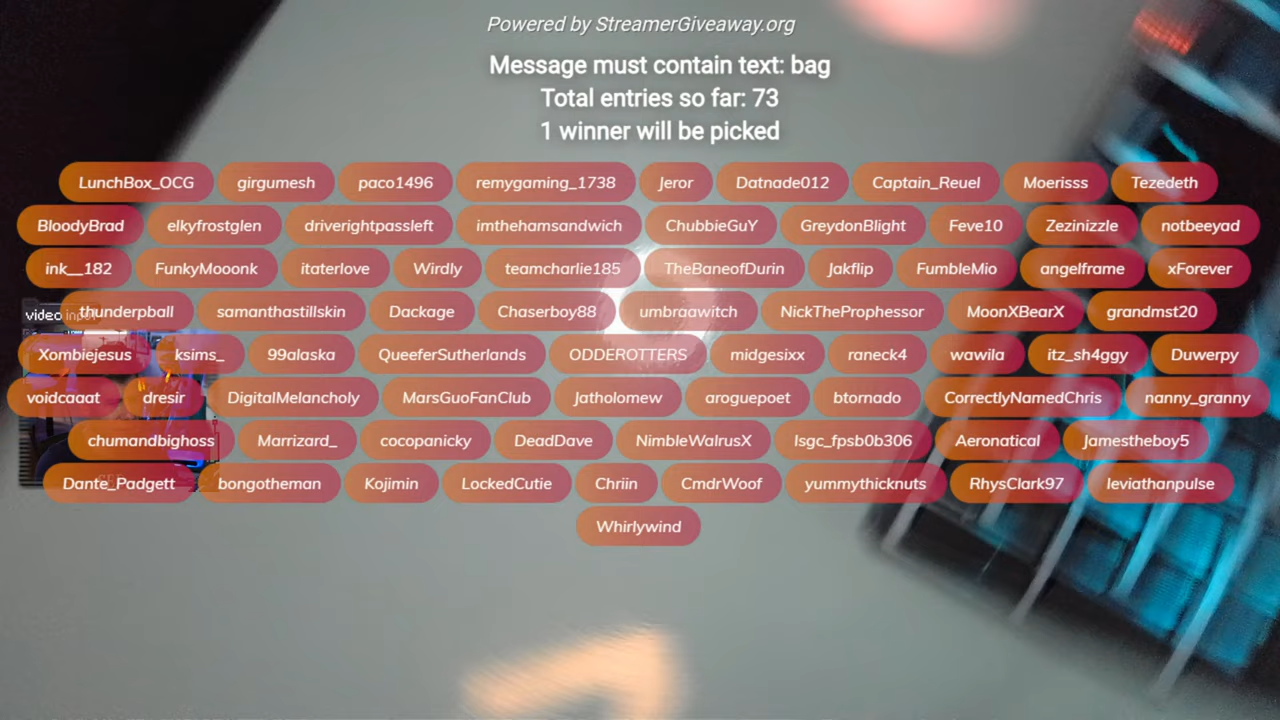 Powered by StreamerGiveaway.org
Message must contain text: bag
Total entries so far: 73
1 winner will be picked
LunchBox_OCG girgumesh paco1496 remygaming_1738 Jeror Datnade012 Captain_Reuel Moerisss Tezedeth
BloodyBrad elkyfrostglen driverightpassleft imthehamsandwich ChubbieGuY GreydonBlight Feve10 Zezinizzle notbeeyad
ink__182 FunkyMooonk itaterlove Wirdly teamcharlie185 TheBaneofDurin Jakflip FumbleMio angelframe xForever
video input thunderpball samanthastillskin Dackage Chaserboy88 umbraawitch NickTheProphessor MoonXBearX grandmst20
Xombiejesus ksims_ 99alaska QueeferSutherlands ODDEROTTERS midgesixx raneck4 wawila itz_sh4ggy Duwerpy
voidcaaat dresir DigitalMelancholy MarsGuoFanClub Jatholomew aroguepoet btornado CorrectlyNamedChris nanny_granny
chumandbighoss Marrizard_ cocopanicky DeadDave NimbleWalrusX lsgc_fpsb0b306 Aeronatical Jamestheboy5
Dante_Padgett bongotheman Kojimin LockedCutie Chriin CmdrWoof yummythicknuts RhysClark97 leviathanpulse
Whirlywind